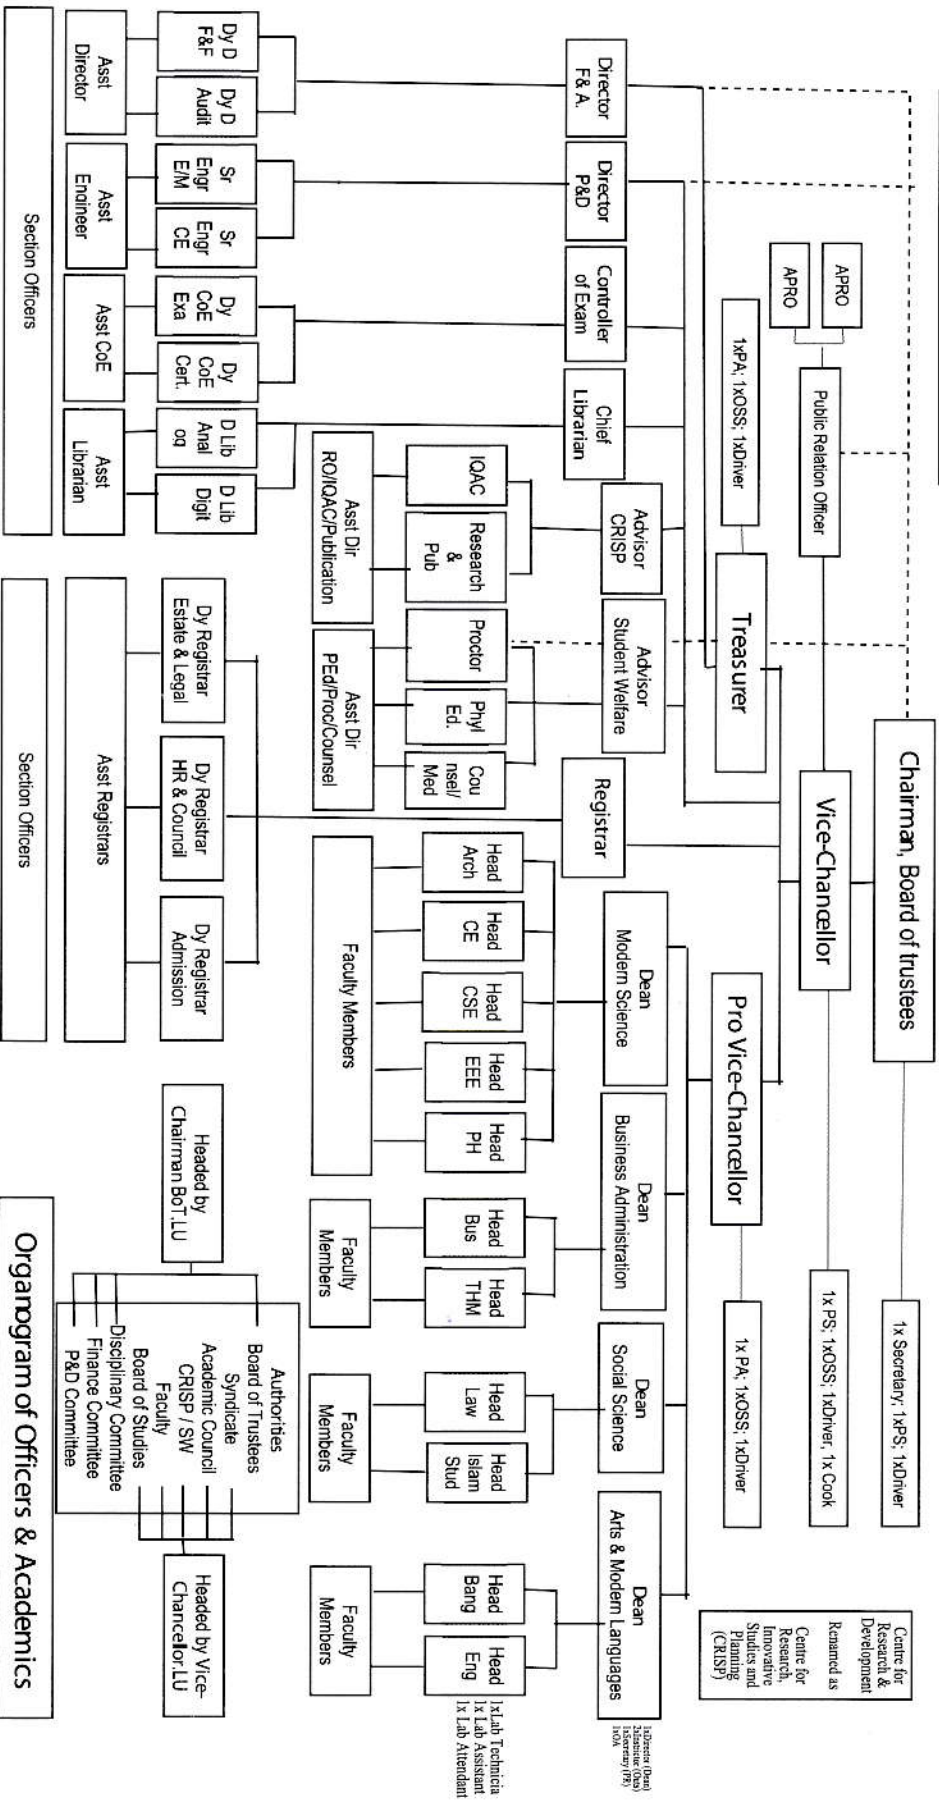 Chairman, Board of trustees
1x Secretary; 1xPS; 1xDriver
Vice-Chancellor
1x PS; 1xOSS; 1xDriver, 1x Cook
Public Relation Officer
APRO
APRO
Treasurer
1xPA; 1xOSS; 1xDriver
Pro Vice-Chancellor
1x PA; 1xOSS; 1xDriver
Centre for
Research &
Development
Renamed as
Centre for
Research,
Innovative
Studies and
Planning
(CRISP)
Director
F& A.
Director
P&D
Controller
of Exam
Chief
Librarian
Advisor
CRISP
Advisor
Student Welfare
Registrar
Dean
Modern Science
Dean
Business Administration
Dean
Social Science
Dean
Arts & Modern Languages
1xDirector (Dean)
1xSecretary (PR)
1xOA
IQAC
Research
&
Pub
Proctor
Phyl
Ed.
Cou
nsel/
Med
Head
Arch
Head
CE
Head
CSE
Head
EEE
Head
PH
Head
Bus
Head
THM
Head
Law
Head
Islam
Stud
Head
Bang
Head
Eng
1xLab Technicia
1x Lab Assistant
1x Lab Attendant
Asst Dir
RO/IQAC/Publication
Asst Dir
PEd/Proc/Counsel
Faculty Members
Faculty
Members
Faculty
Members
Faculty
Members
Dy D
F&F
Dy D
Audit
Sr
Engr
E/M
Sr
Engr
CE
Dy
CoE
Exa
Dy
CoE
Cert.
D Lib
Anal
og
D Lib
Digit
Dy Registrar
Estate & Legal
Dy Registrar
HR & Council
Dy Registrar
Admission
Asst
Director
Asst
Engineer
Asst CoE
Asst
Librarian
Asst Registrars
Section Officers
Section Officers
Headed by
Chairman BoT,LU
Authorities
Board of Trustees
Syndicate
Academic Council
CRISP / SW
Faculty
Board of Studies
Disciplinary Committee
Finance Committee
P&D Committee
Headed by Vice-
Chancellor,LU
Organogram of Officers & Academics